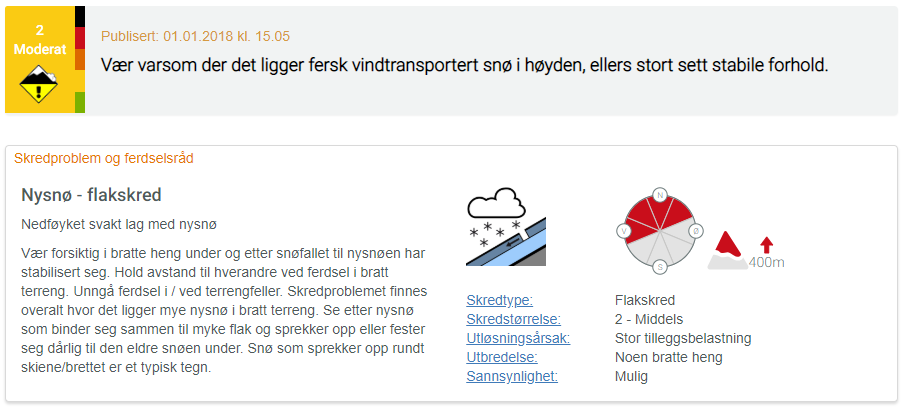 2
Moderat
Publisert: 01.01.2018 kl. 15.05
Vær varsom der det ligger fersk vindtransportert snø i høyden, ellers stort sett stabile forhold.
Skredproblem og ferdselsråd
Nysnø - flakskred
Nedføyket svakt lag med nysnø
Vær forsiktig i bratte heng under og etter snøfallet til nysnøen har
stabilisert seg. Hold avstand til hverandre ved ferdsel i bratt
terreng. Unngå ferdsel i / ved terrengfeller. Skredproblemet finnes
overalt hvor det ligger mye nysnø i bratt terreng. Se etter nysnø
som binder seg sammen til myke flak og sprekker opp eller fester
seg dårlig til den eldre snøen under. Snø som sprekker opp rundt
skiene/brettet er et typisk tegn.
N
V
Ø
S
400m
Skredtype: Flakskred
Skredstørrelse: 2 - Middels
Utløsningsårsak: Stor tilleggsbelastning
Utbredelse: Noen bratte heng
Sannsynlighet: Mulig